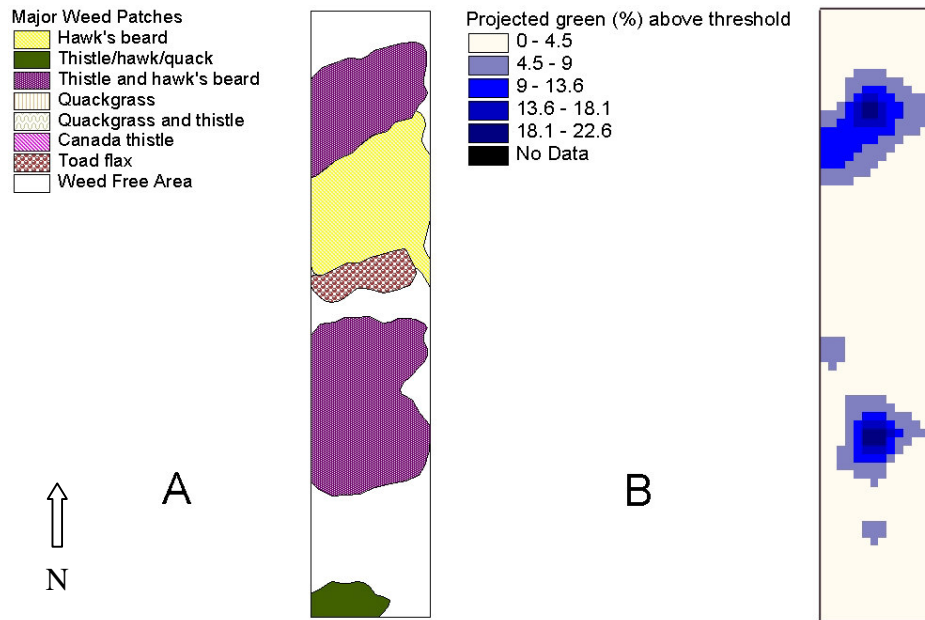 Major Weed Patches
Hawk's beard
Thistle/hawk/quack
Thistle and hawk's beard
Quackgrass
Quackgrass and thistle
Canada thistle
Toad flax
Weed Free Area
A
N
Projected green (%) above threshold
0 - 4.5
4.5 - 9
9 - 13.6
13.6 - 18.1
18.1 - 22.6
No Data
B